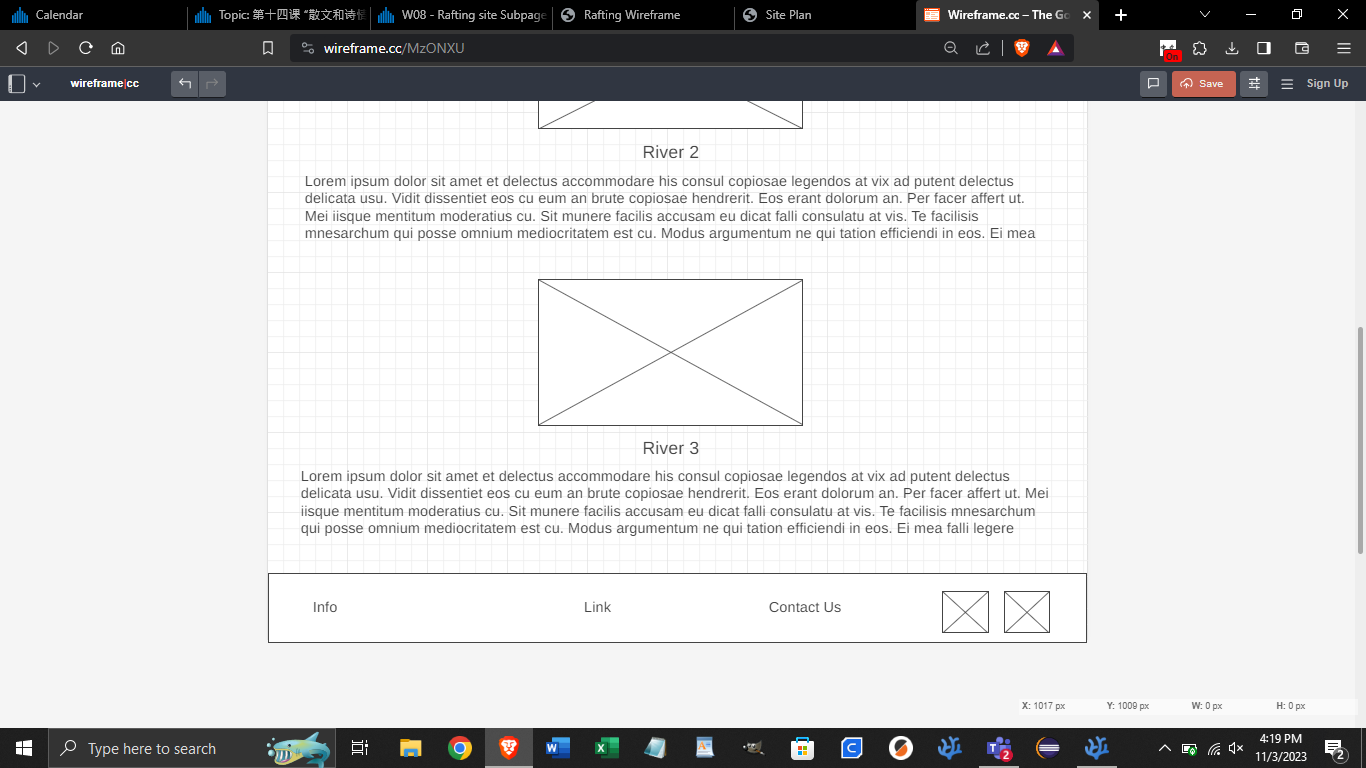 Calendar
Topic: 第十四课 “散文和诗情
W08 - Rafting site Subpage
Rafting Wireframe
Site Plan
Wireframe.cc – The Go
wireframe.cc/MzONXU
On
wireframe|cc
Save
Sign Up
River 2
Lorem ipsum dolor sit amet et delectus accommodare his consul copiosae legendos at vix ad putent delectus
delicata usu. Vidit dissentiet eos cu eum an brute copiosae hendrerit. Eos erant dolorum an. Per facer affert ut.
Mei iisque mentitum moderatius cu. Sit munere facilis accusam eu dicat falli consulatu at vis. Te facilisis
mnesarchum qui posse omnium mediocritatem est cu. Modus argumentum ne qui tation efficiendi in eos. Ei mea
River 3
Lorem ipsum dolor sit amet et delectus accommodare his consul copiosae legendos at vix ad putent delectus
delicata usu. Vidit dissentiet eos cu eum an brute copiosae hendrerit. Eos erant dolorum an. Per facer affert ut. Mei
iisque mentitum moderatius cu. Sit munere facilis accusam eu dicat falli consulatu at vis. Te facilisis mnesarchum
qui posse omnium mediocritatem est cu. Modus argumentum ne qui tation efficiendi in eos. Ei mea falli legere
Info
Link
Contact Us
X: 1017 px
Y: 1009 px
W: 0 px
H: 0 px
Type here to search
2
4:19 PM
11/3/2023
2